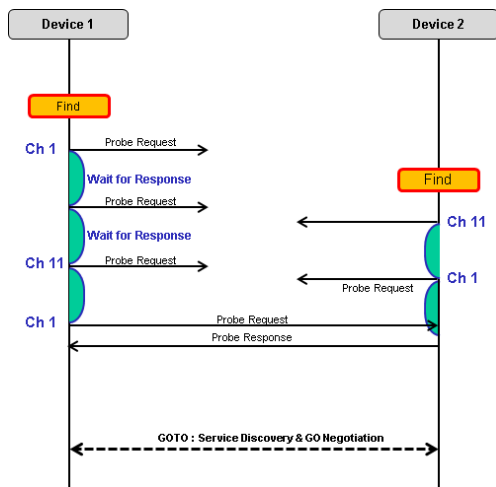 Device 1
Device 2
Find
Ch 1
Probe Request
Wait for Response
Find
Probe Request
Ch 11
Wait for Response
Ch 11
Probe Request
Ch 1
Probe Request
Ch 1
Probe Request
Probe Response
GOTO : Service Discovery & GO Negotiation